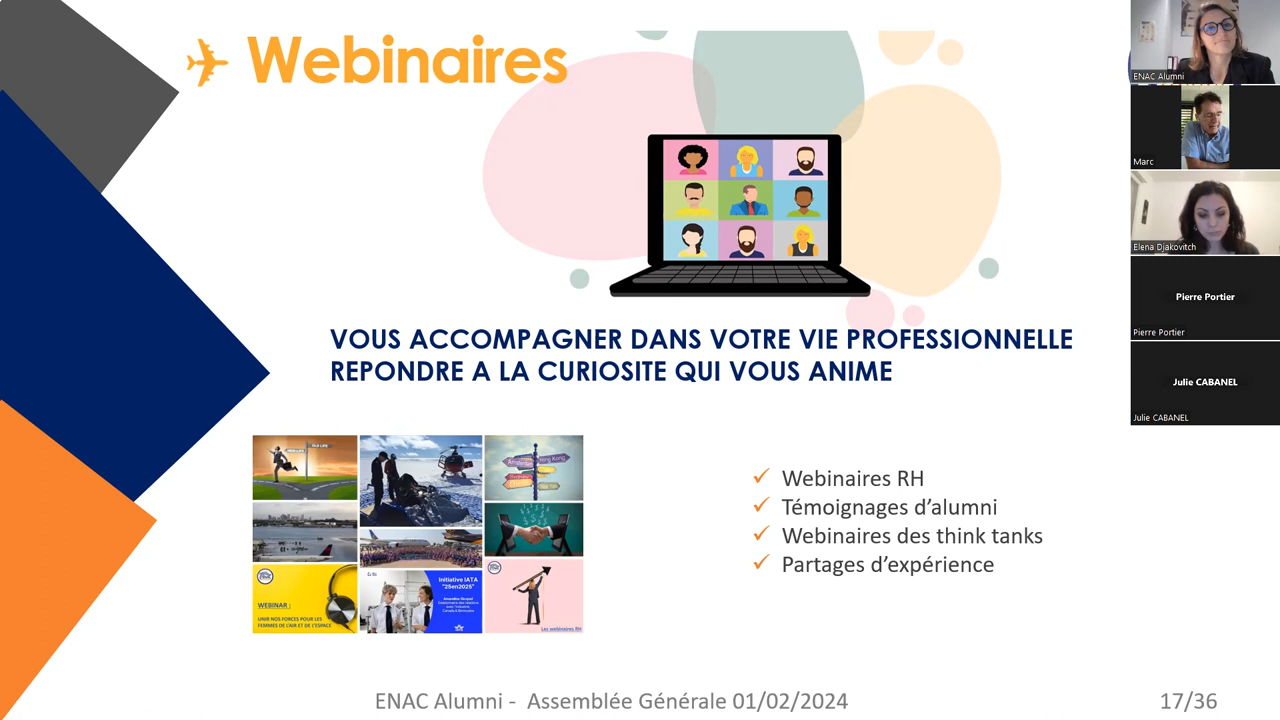 Webinaires
VOUS ACCOMPAGNER DANS VOTRE VIE PROFESSIONNELLE
REPONDRE A LA CURIOSITE QUI VOUS ANIME
Webinaires RH
Témoignages d’alumni
Webinaires des think tanks
Partages d’expérience
Amsterdam
Hong Kong
WEBINAR :
UNIR NOS FORCES POUR LES
FEMMES DE L'AIR ET DE L'ESPACE
Initiative IATA
"25en2025"
Les webinaires RH
ENAC Alumni - Assemblée Générale 01/02/2024
17/36
ENAC Alumni
Marc
Elena Djakovitch
Pierre Portier
Pierre Portier
Julie CABANEL
Julie CABANEL